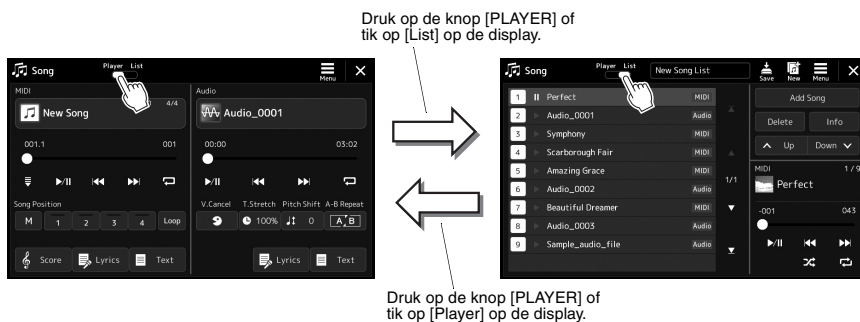 Druk op de knop [PLAYER] of
tik op [List] op de display.
Song
Player List
Menu
MIDI
New Song
4/4
001.1
001
Song Position
M 1 2 3 4 Loop
Score Lyrics Text
Audio
Audio_0001
00:00
03:02
V.Cancel T.Stretch Pitch Shift A-B Repeat
100% 0 A B
Lyrics Text
Song
Player List
New Song List
Save New Menu
1 Perfect MIDI
2 Audio_0001 Audio
3 Symphony MIDI
4 Scarborough Fair MIDI
5 Amazing Grace MIDI
6 Audio_0002 Audio
7 Beautiful Dreamer MIDI
8 Audio_0003 Audio
9 Sample_audio_file Audio
1/1
Add Song
Delete Info
Up Down
MIDI 1 / 9
Perfect
-001 043
Druk op de knop [PLAYER] of
tik op [Player] op de display.